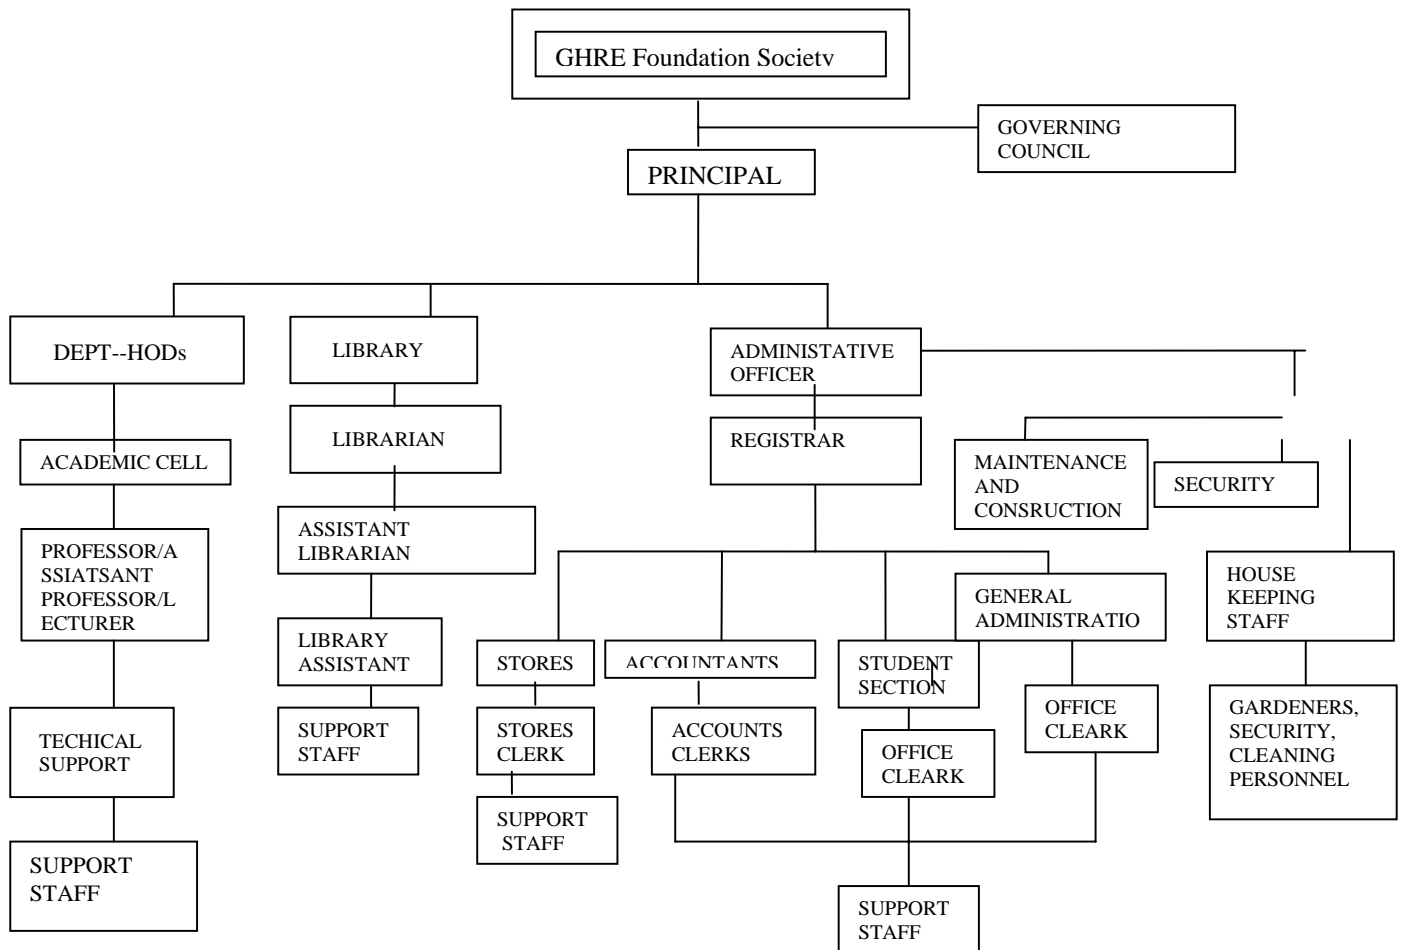 GHRE Foundation Society
GOVERNING
COUNCIL
PRINCIPAL
DEPT--HODs
LIBRARY
ADMINISTATIVE
OFFICER
LIBRARIAN
REGISTRAR
ACADEMIC CELL
MAINTENANCE
AND
CONSRUCTION
SECURITY
ASSISTANT
LIBRARIAN
PROFESSOR/A
SSIATSANT
PROFESSOR/L
ECTURER
GENERAL
ADMINISTRATIO
HOUSE
KEEPING
STAFF
LIBRARY
ASSISTANT
STORES
ACCOUNTANTS
STUDENT
SECTION
OFFICE
CLEARK
GARDENERS,
SECURITY,
CLEANING
PERSONNEL
TECHICAL
SUPPORT
SUPPORT
STAFF
STORES
CLERK
ACCOUNTS
CLERKS
OFFICE
CLEARK
SUPPORT
STAFF
SUPPORT
STAFF
SUPPORT
STAFF